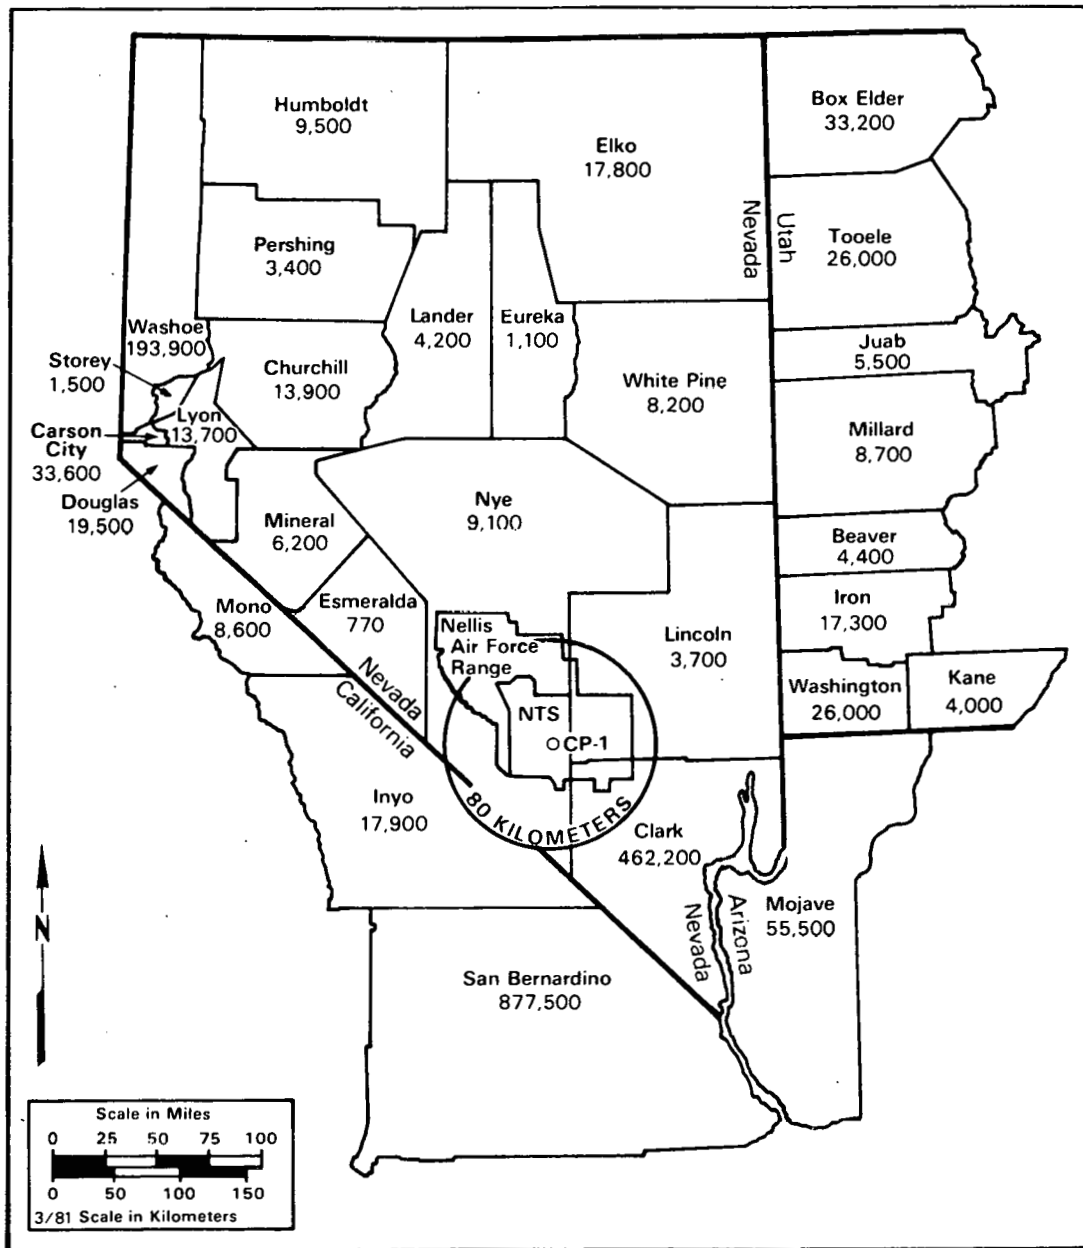 Humboldt
9,500
Elko
17,800
Box Elder
33,200
Nevada
Utah
Pershing
3,400
Tooele
26,000
Washoe
193,900
Lander
4,200
Eureka
1,100
Storey
1,500
Churchill
13,900
White Pine
8,200
Juab
5,500
Carson
City
33,600
Lyon
13,700
Millard
8,700
Douglas
19,500
Mineral
6,200
Nye
9,100
Beaver
4,400
Mono
8,600
Esmeralda
770
Iron
17,300
Nellis
Air Force
Range
Lincoln
3,700
Washington
26,000
Kane
4,000
Nevada
California
NTS
CP-1
80 KILOMETERS
Inyo
17,900
Clark
462,200
Nevada
Arizona
Mojave
55,500
N
San Bernardino
877,500
Scale in Miles
0 25 50 75 100
0 50 100 150
3/81 Scale in Kilometers